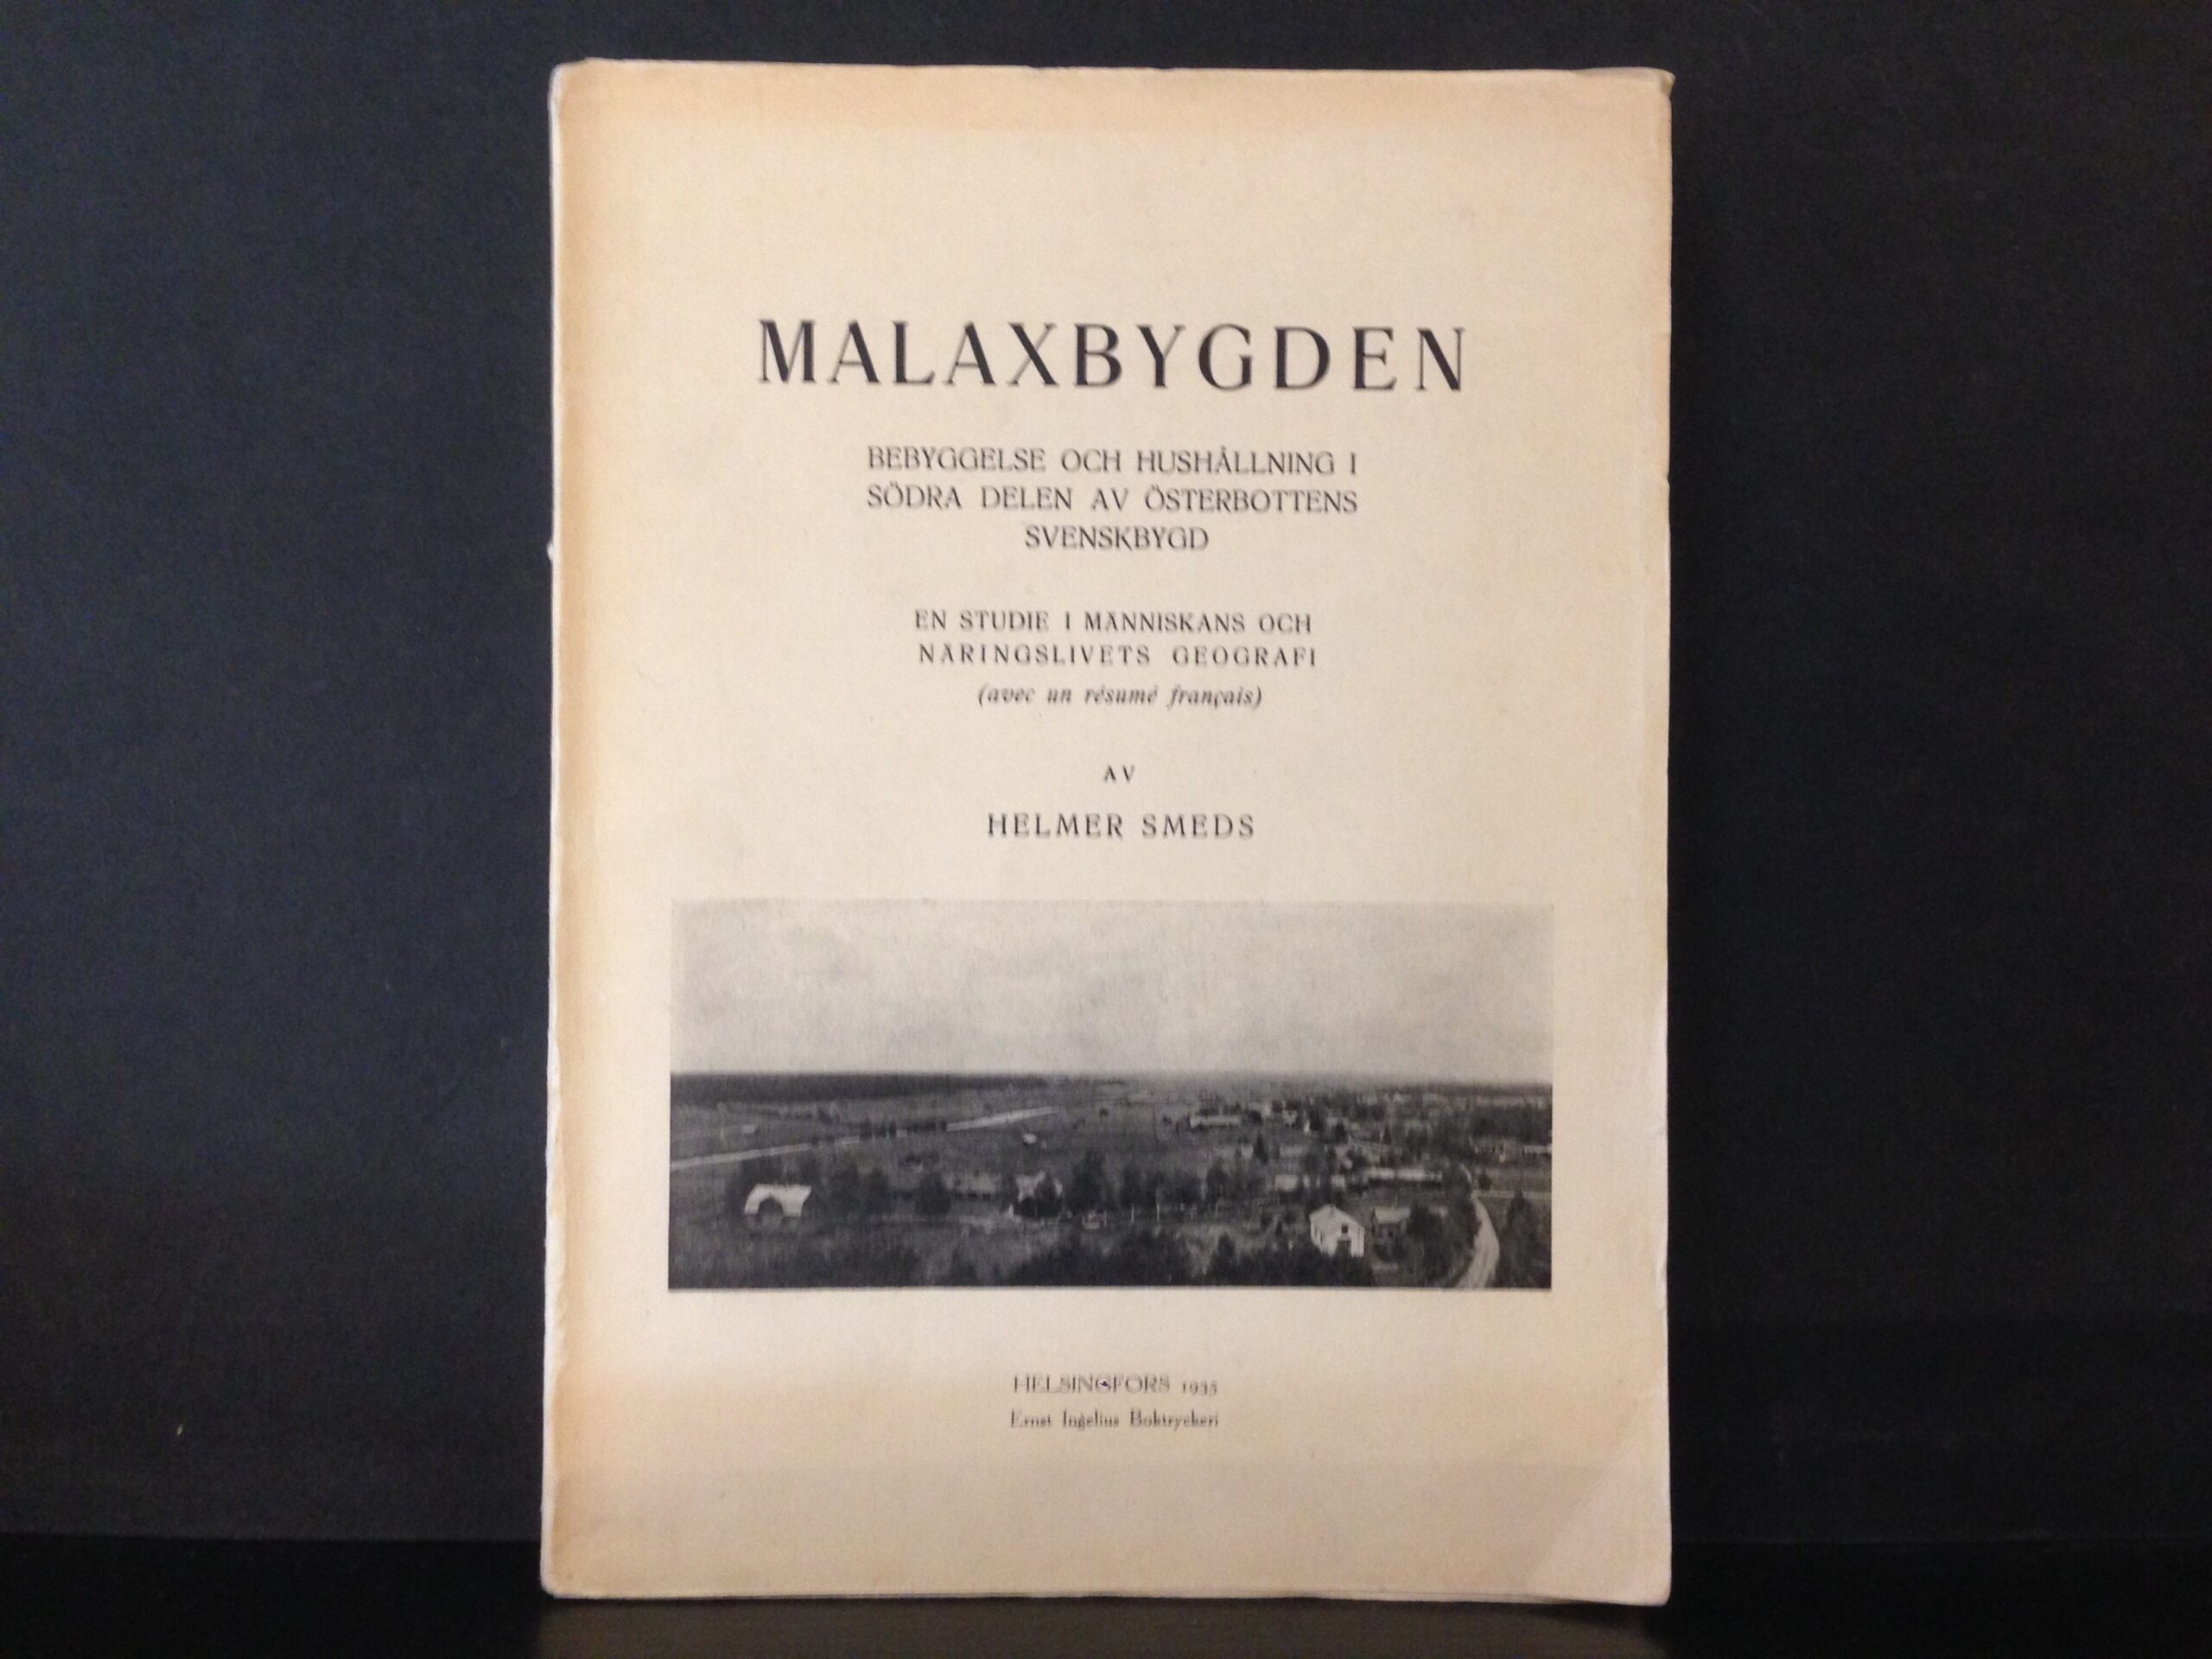 MALAXBYGDEN
BEBYGGELSE OCH HUSHÅLLNING I
SÖDRA DELEN AV ÖSTERBOTTENS
SVENSKBYGD
EN STUDIE I MÄNNISKANS OCH
NÄRINGSLIVETS GEOGRAFI
(avec un résumé français)
AV
HELMER SMEDS
HELSINGFORS 1935
Ernst Ingelius Boktryckeri